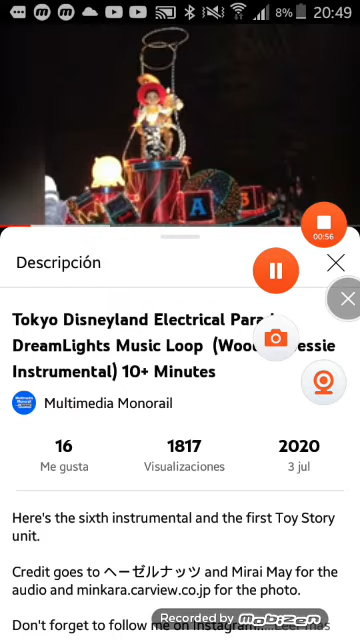 8% 20:49
A
00:56
Descripción
Tokyo Disneyland Electrical Para
DreamLights Music Loop (Woo essie
Instrumental) 10+ Minutes
Multimedia Monorail
16 1817 2020
Me gusta Visualizaciones 3 jul
Here's the sixth instrumental and the first Toy Story
unit.
Credit goes to ヘーゼルナッツ and Mirai May for the
audio and minkara.carview.co.jp for the photo.
Don't forget to follow me on Instagram
Recorded by MOBIZEN